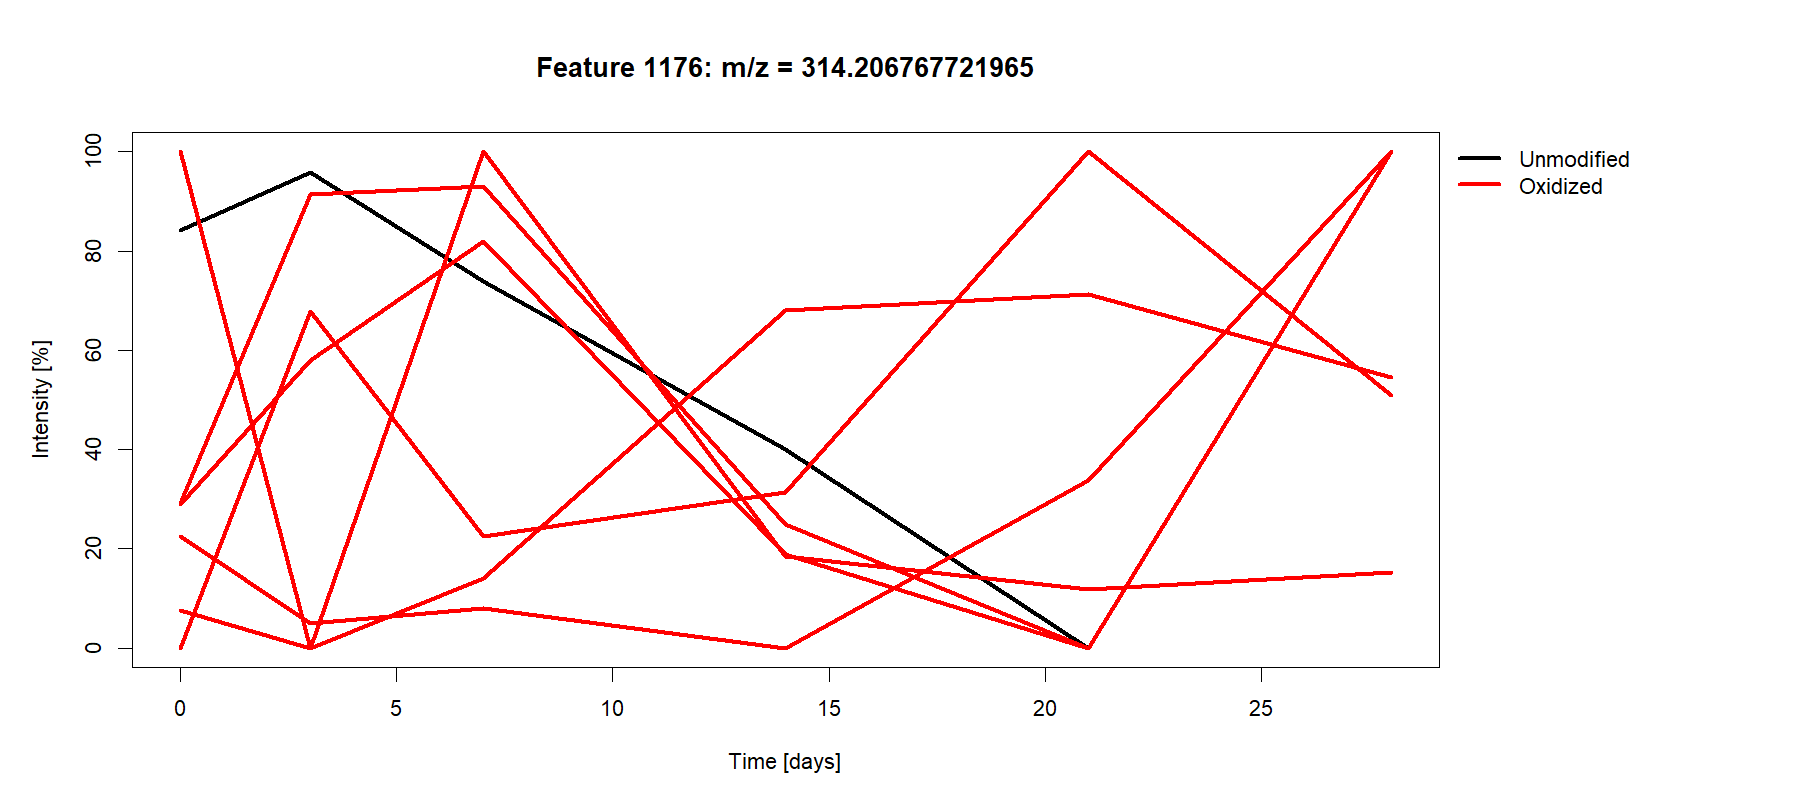 Feature 1176: m/z = 314.206767721965
Unmodified
Oxidized
Intensity [%]
100
80
60
40
20
0
0 5 10 15 20 25
Time [days]